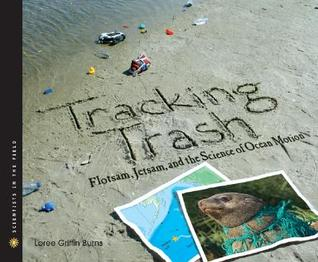 SCIENTISTS IN THE FIELD
Tracking
Trash
Flotsam, Jetsam, and the Science of Ocean Motion
Loree Griffin Burns